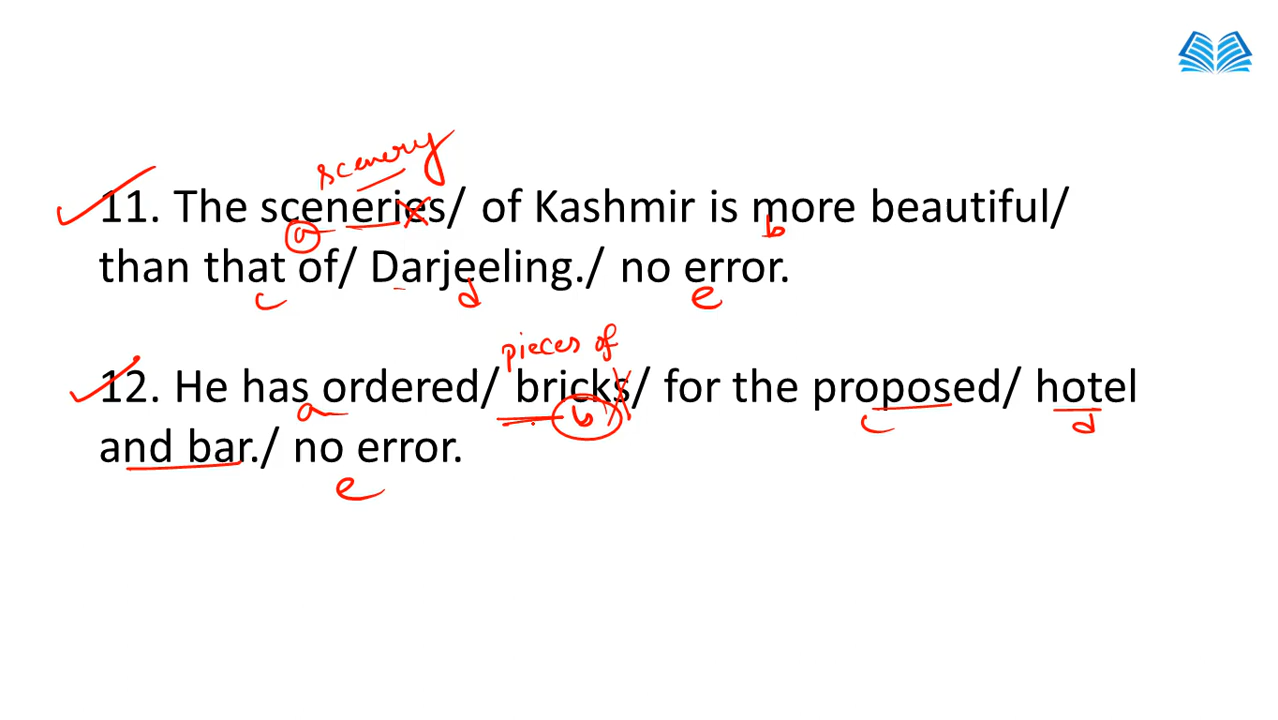 scenery
11. The sceneries/ of Kashmir is more beautiful/
a b
than that of/ Darjeeling./ no error.
c d e
pieces of
12. He has ordered/ bricks/ for the proposed/ hotel
a b c d
and bar./ no error.
e